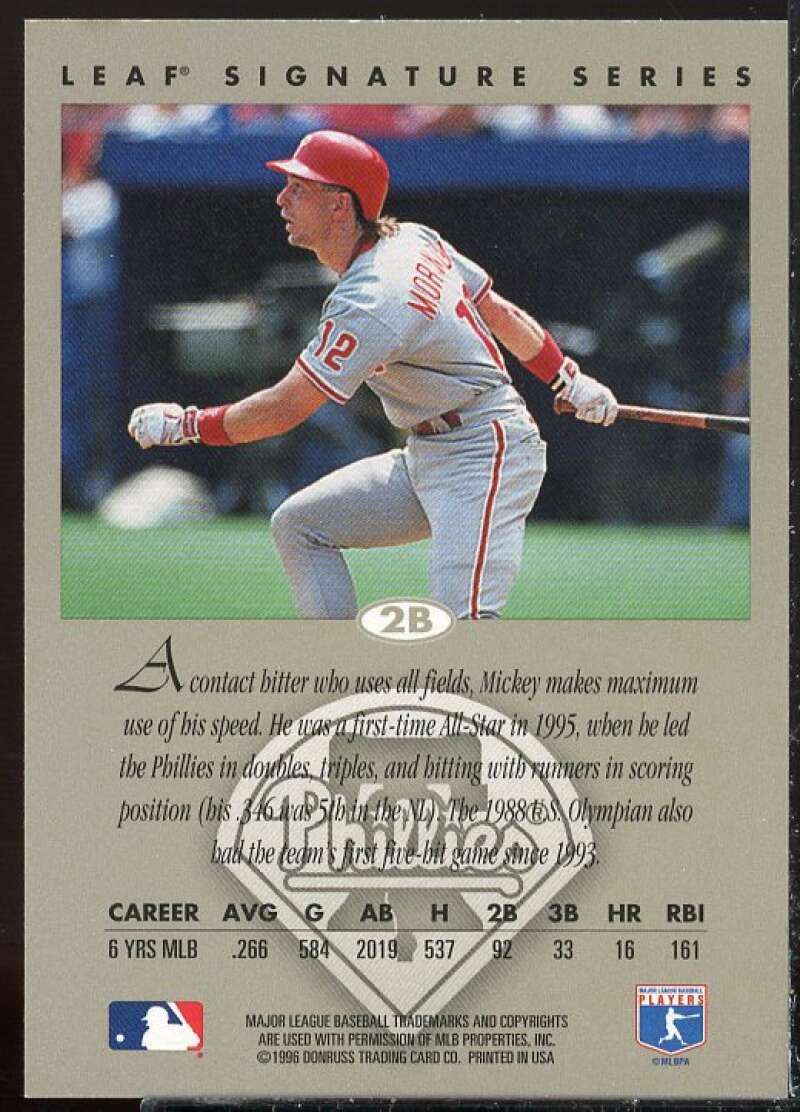 LEAF® SIGNATURE SERIES
12
2B
A contact hitter who uses all fields, Mickey makes maximum
use of his speed. He was a first-time All-Star in 1995, when he led
the Phillies in doubles, triples, and hitting with runners in scoring
position (his .346 was 5th in the NL). The 1988 U.S. Olympian also
had the team's first five-hit game since 1993.
Phillies
CAREER AVG G AB H 2B 3B HR RBI
6 YRS MLB .266 584 2019 537 92 33 16 161
MAJOR LEAGUE BASEBALL TRADEMARKS AND COPYRIGHTS
ARE USED WITH PERMISSION OF MLB PROPERTIES, INC.
©1996 DONRUSS TRADING CARD CO. PRINTED IN USA
MAJOR LEAGUE BASEBALL
PLAYERS
©MLBPA